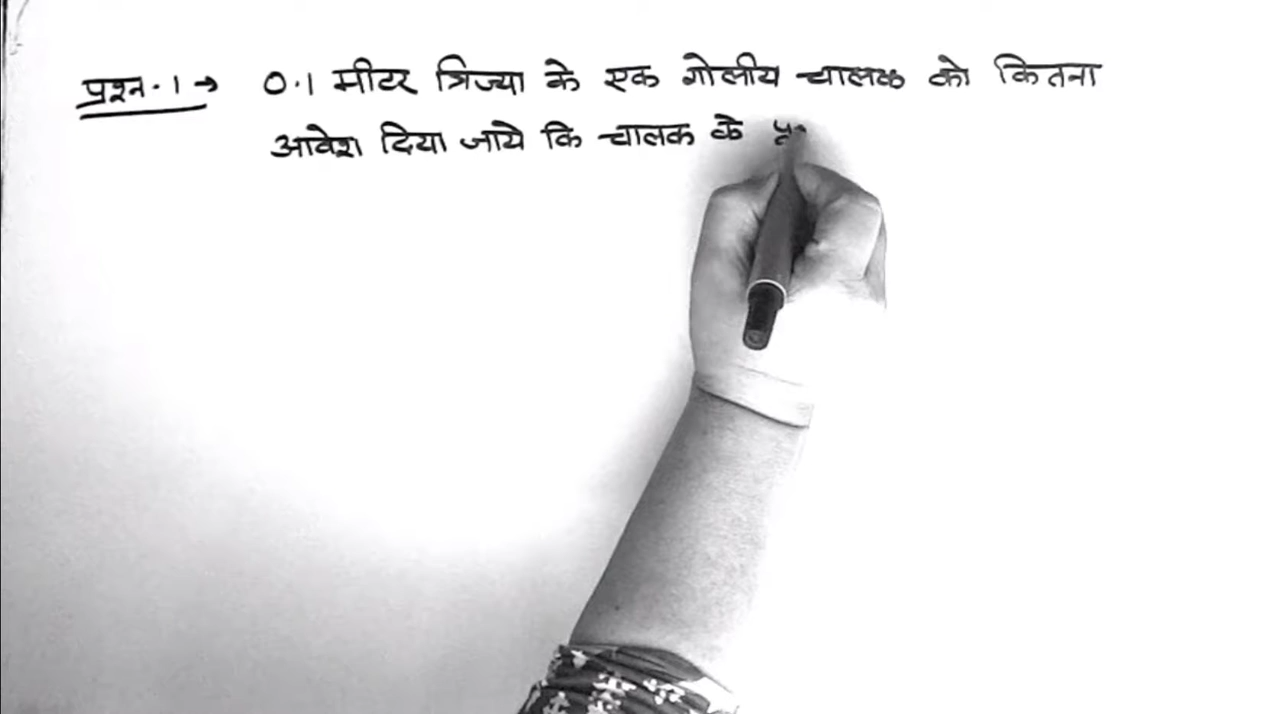 प्रश्न.1→ 0.1 मीटर त्रिज्या के एक गोलीय चालक को कितना
आवेश दिया जाये कि चालक के पृ